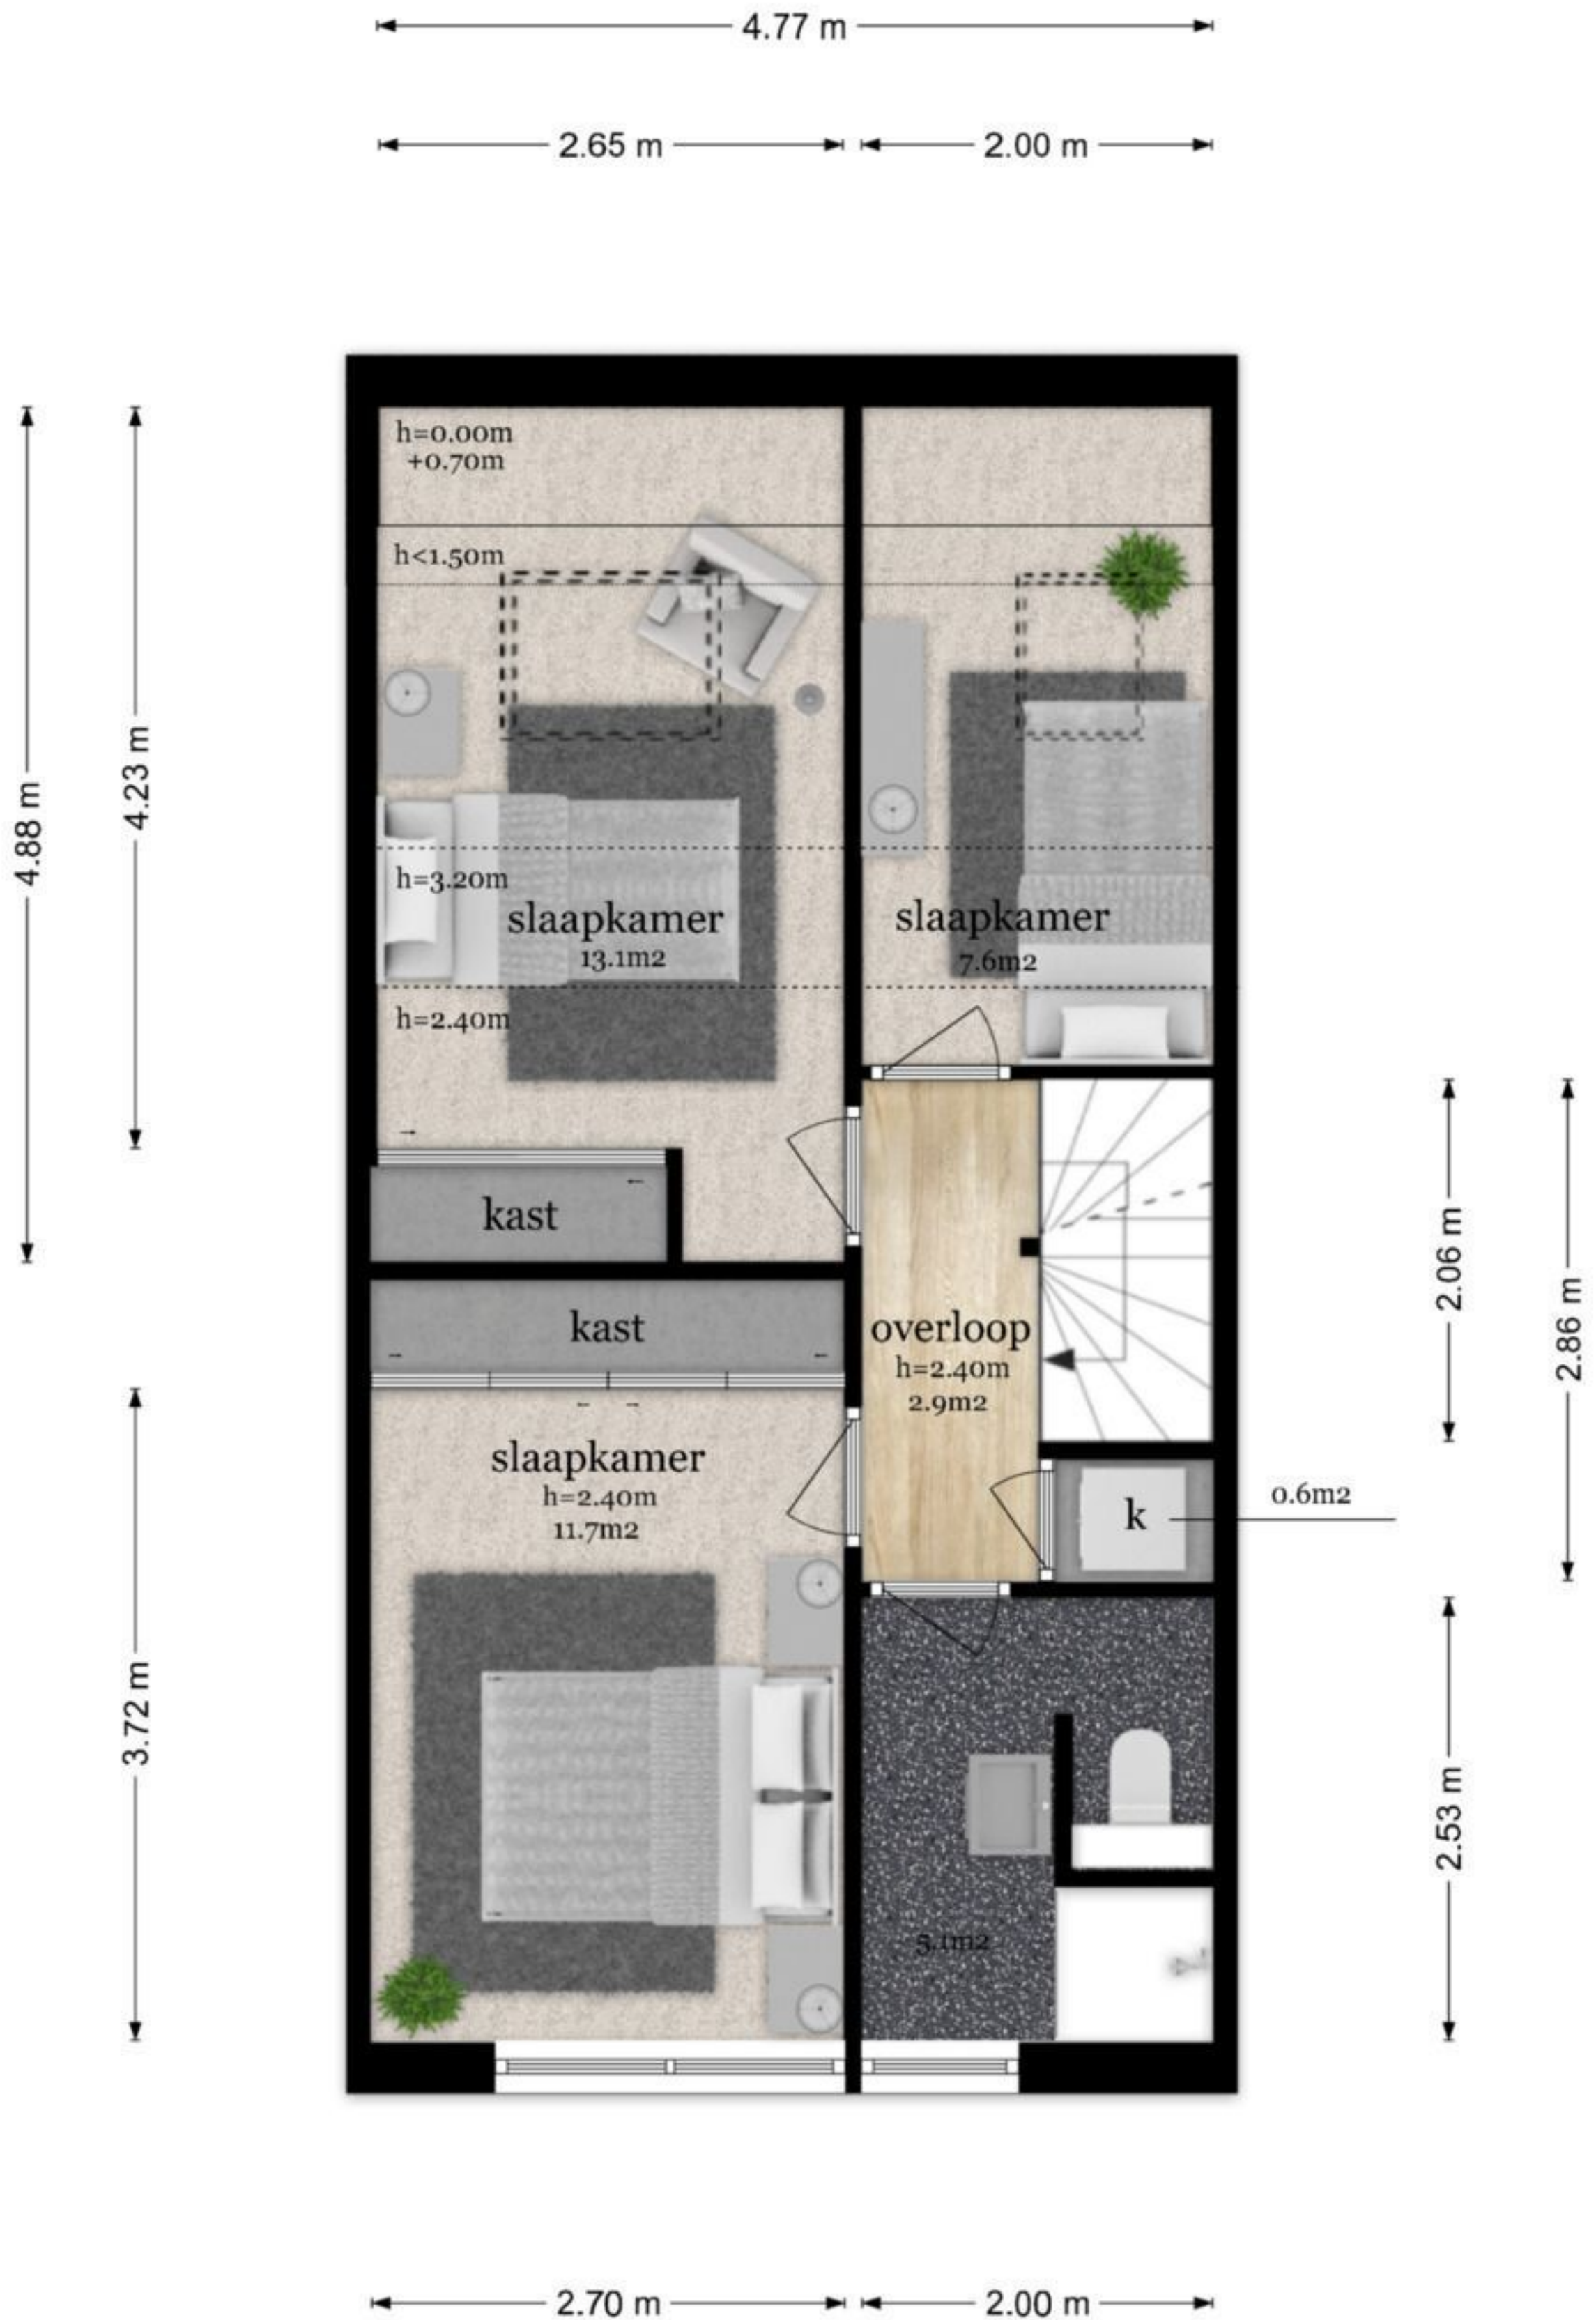 4.77 m
2.65 m
2.00 m
h=0.00m
+0.70m
h<1.50m
4.88 m
4.23 m
h=3.20m
slaapkamer
13.1m2
slaapkamer
7.6m2
h=2.40m
kast
kast
overloop
h=2.40m
2.9m2
2.06 m
2.86 m
slaapkamer
h=2.40m
11.7m2
k
0.6m2
3.72 m
2.53 m
5.1m2
2.70 m
2.00 m